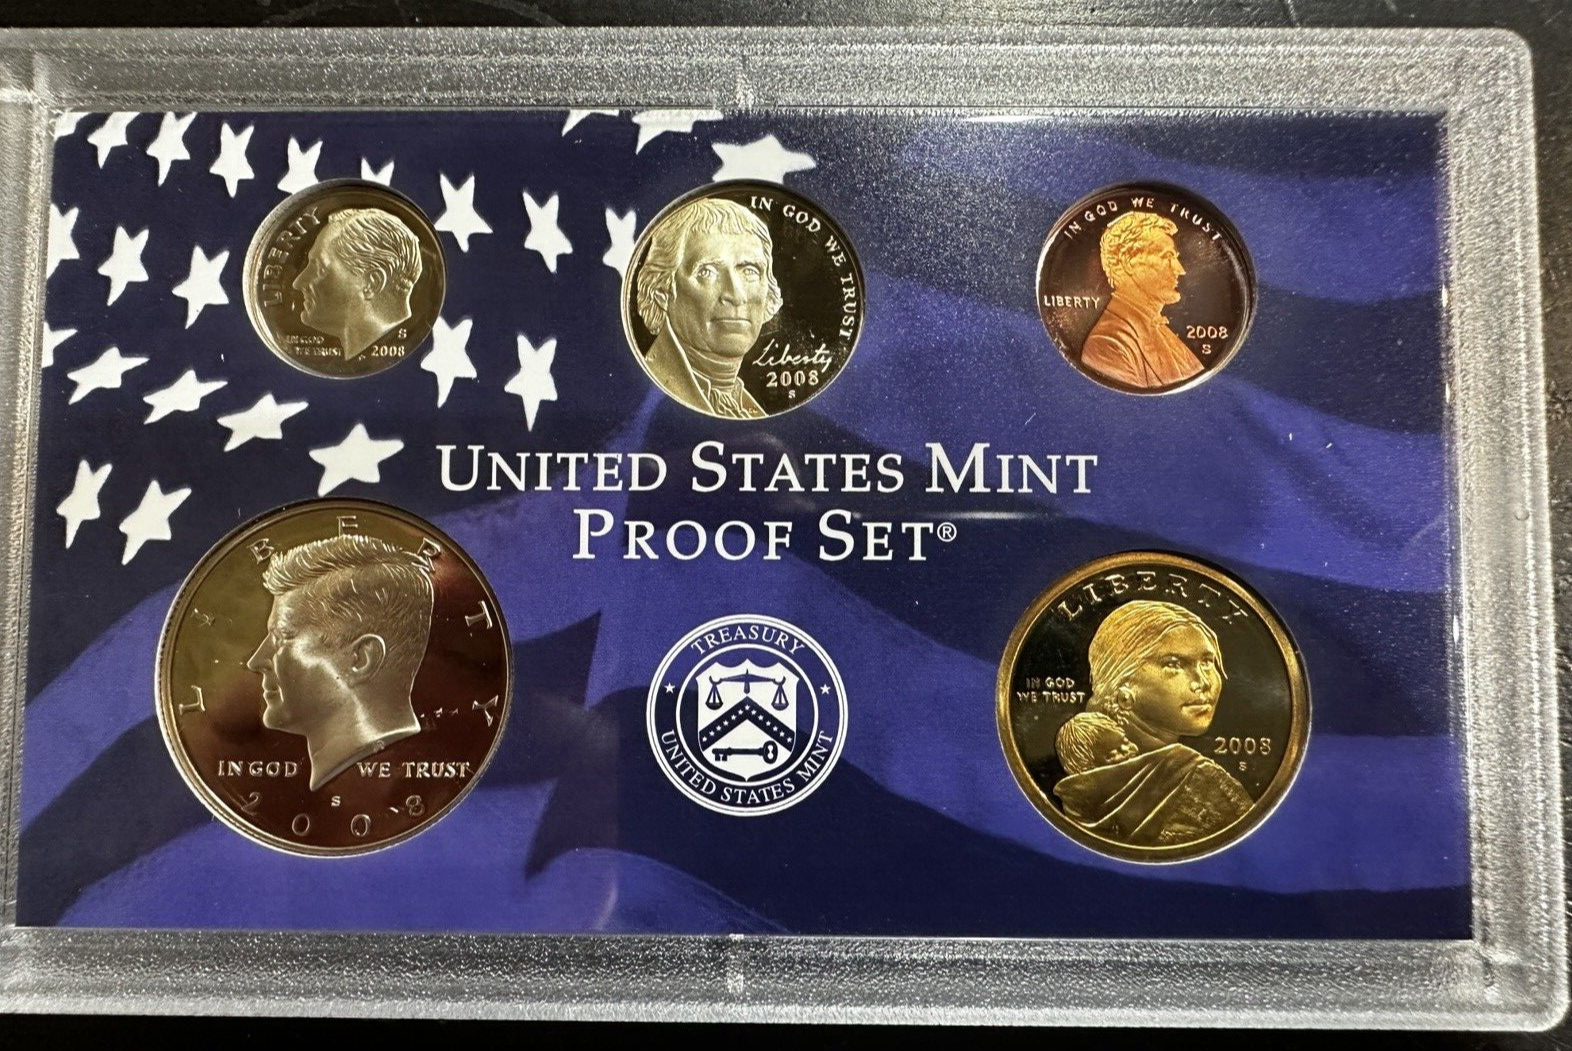 LIBERTY
IN GOD
WE TRUST
S
2008
IN GOD WE TRUST
Liberty
2008
S
IN GOD WE TRUST
LIBERTY
2008
S
UNITED STATES MINT
PROOF SET®
LIBERTY
IN GOD WE TRUST
S
2008
TREASURY
UNITED STATES MINT
LIBERTY
IN GOD
WE TRUST
2008
S